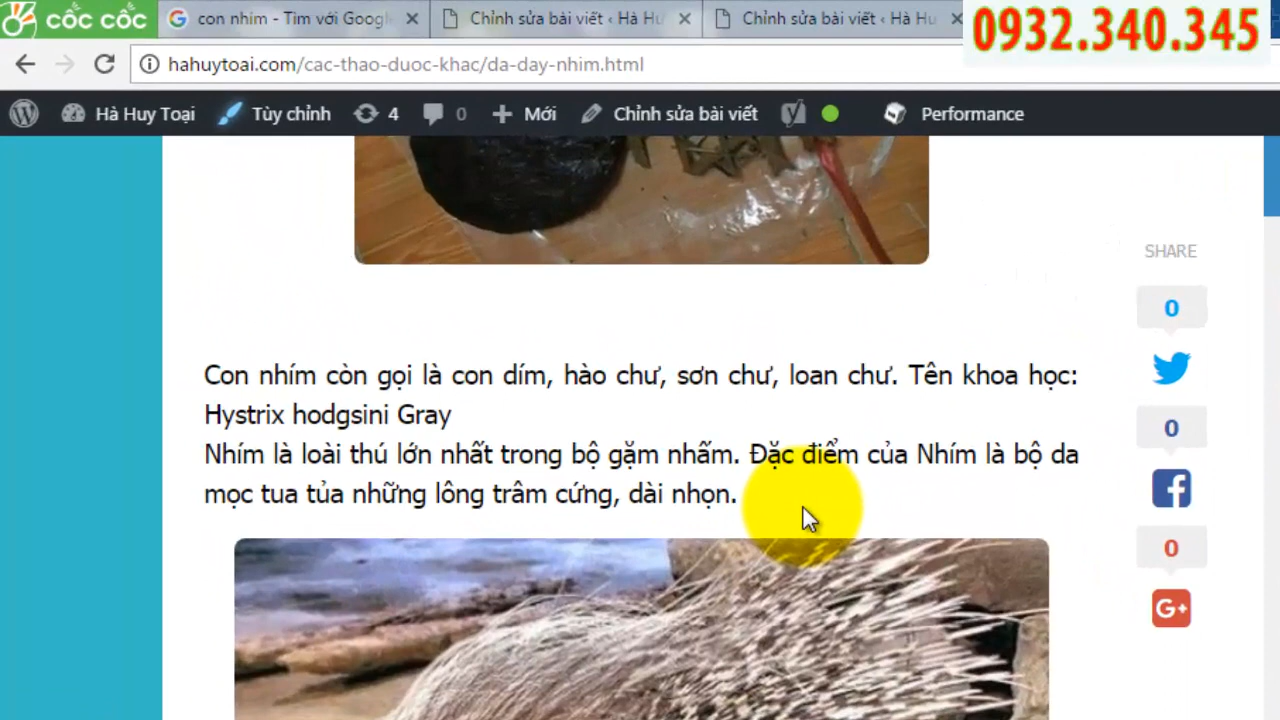 cốc cốc
con nhím - Tìm với Googl
Chỉnh sửa bài viết ‹ Hà Hu
Chỉnh sửa bài viết ‹ Hà Hu
0932.340.345
hahuytoai.com/cac-thao-duoc-khac/da-day-nhim.html
Hà Huy Toại
Tùy chỉnh
4
0
Mới
Chỉnh sửa bài viết
Performance
SHARE
0
0
0
G+
Con nhím còn gọi là con dím, hào chư, sơn chư, loan chư. Tên khoa học:
Hystrix hodgsini Gray
Nhím là loài thú lớn nhất trong bộ gặm nhấm. Đặc điểm của Nhím là bộ da
mọc tua tủa những lông trâm cứng, dài nhọn.